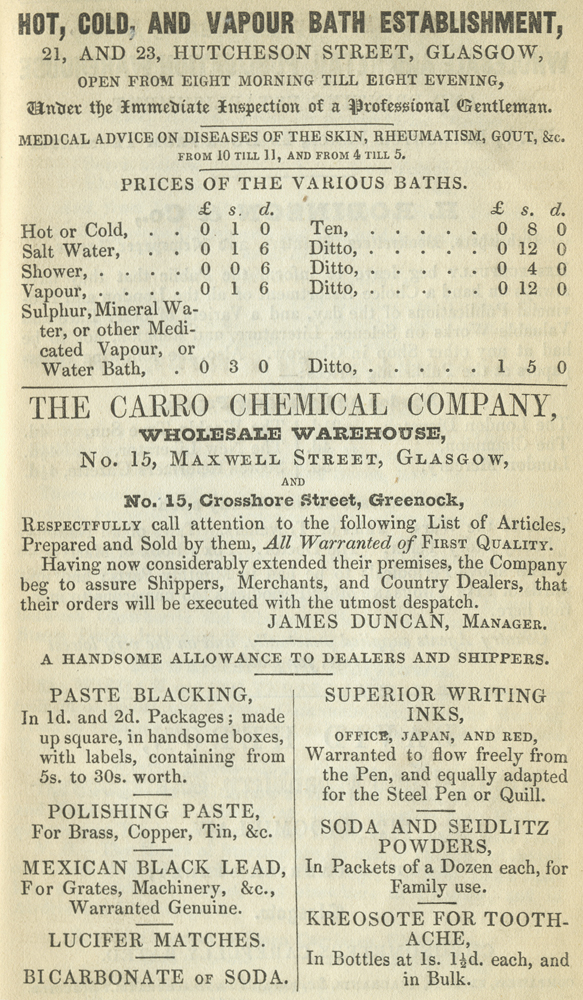 HOT, COLD, AND VAPOUR BATH ESTABLISHMENT,
21, AND 23, HUTCHESON STREET, GLASGOW,
OPEN FROM EIGHT MORNING TILL EIGHT EVENING,
Under the Immediate Inspection of a Professional Gentleman.
MEDICAL ADVICE ON DISEASES OF THE SKIN, RHEUMATISM, GOUT, &c.
FROM 10 TILL 11, AND FROM 4 TILL 5.
PRICES OF THE VARIOUS BATHS.
£ s. d. £ s. d.
Hot or Cold, . . 0 1 0 Ten, . . . . . . 0 8 0
Salt Water, . . 0 1 6 Ditto, . . . . . 0 12 0
Shower, . . . . 0 0 6 Ditto, . . . . . 0 4 0
Vapour, . . . . 0 1 6 Ditto, . . . . . 0 12 0
Sulphur, Mineral Wa-
ter, or other Medi-
cated Vapour, or
Water Bath, . 0 3 0 Ditto, . . . . . 1 5 0
THE CARRO CHEMICAL COMPANY,
WHOLESALE WAREHOUSE,
No. 15, MAXWELL STREET, GLASGOW,
AND
No. 15, Crosshore Street, Greenock,
RESPECTFULLY call attention to the following List of Articles,
Prepared and Sold by them, All Warranted of FIRST QUALITY.
Having now considerably extended their premises, the Company
beg to assure Shippers, Merchants, and Country Dealers, that
their orders will be executed with the utmost despatch.
JAMES DUNCAN, MANAGER.
A HANDSOME ALLOWANCE TO DEALERS AND SHIPPERS.
PASTE BLACKING,
In 1d. and 2d. Packages; made
up square, in handsome boxes,
with labels, containing from
5s. to 30s. worth.
POLISHING PASTE,
For Brass, Copper, Tin, &c.
MEXICAN BLACK LEAD,
For Grates, Machinery, &c.,
Warranted Genuine.
LUCIFER MATCHES.
BICARBONATE OF SODA.
SUPERIOR WRITING
INKS,
OFFICE, JAPAN, AND RED,
Warranted to flow freely from
the Pen, and equally adapted
for the Steel Pen or Quill.
SODA AND SEIDLITZ
POWDERS,
In Packets of a Dozen each, for
Family use.
KREOSOTE FOR TOOTH-
ACHE,
In Bottles at 1s. 1½d. each, and
in Bulk.